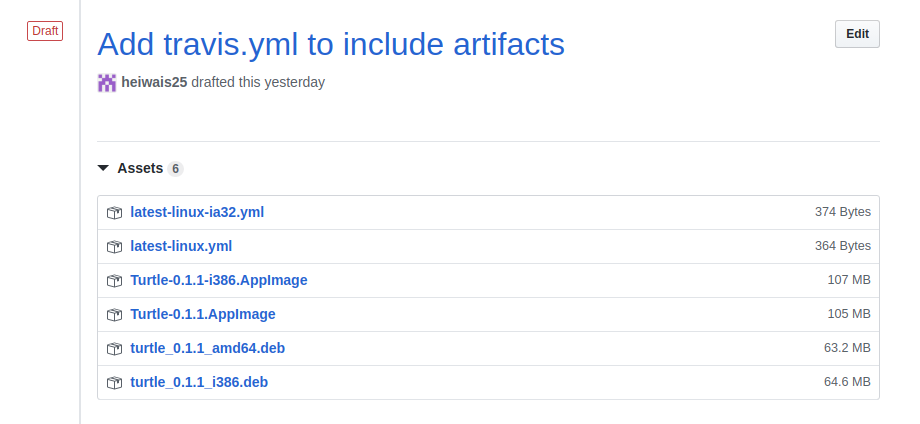 Draft
Add travis.yml to include artifacts
Edit
heiwais25 drafted this yesterday
Assets 6
latest-linux-ia32.yml 374 Bytes
latest-linux.yml 364 Bytes
Turtle-0.1.1-i386.AppImage 107 MB
Turtle-0.1.1.AppImage 105 MB
turtle_0.1.1_amd64.deb 63.2 MB
turtle_0.1.1_i386.deb 64.6 MB